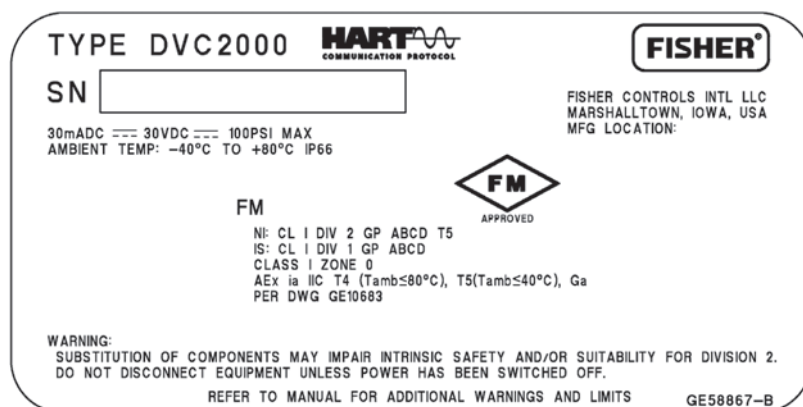 TYPE DVC2000
HART
COMMUNICATION PROTOCOL
FISHER®
SN
FISHER CONTROLS INTL LLC
MARSHALLTOWN, IOWA, USA
MFG LOCATION:
30mADC ⎓ 30VDC ⎓ 100PSI MAX
AMBIENT TEMP: -40°C TO +80°C IP66
FM
APPROVED
FM
NI: CL I DIV 2 GP ABCD T5
IS: CL I DIV 1 GP ABCD
CLASS I ZONE 0
AEx ia IIC T4 (Tamb≤80°C), T5(Tamb≤40°C), Ga
PER DWG GE10683
WARNING:
SUBSTITUTION OF COMPONENTS MAY IMPAIR INTRINSIC SAFETY AND/OR SUITABILITY FOR DIVISION 2.
DO NOT DISCONNECT EQUIPMENT UNLESS POWER HAS BEEN SWITCHED OFF.
REFER TO MANUAL FOR ADDITIONAL WARNINGS AND LIMITS
GE58867-B